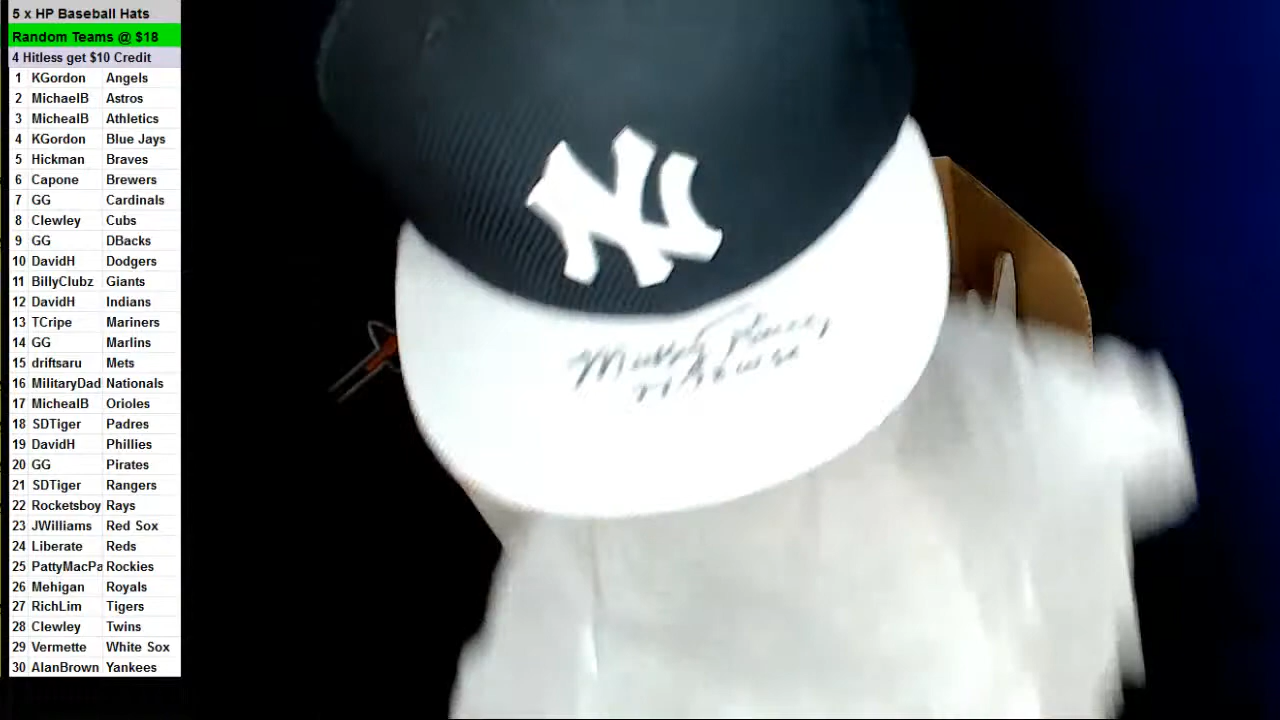 5 x HP Baseball Hats
Random Teams @ $18
4 Hitless get $10 Credit
1 KGordon Angels
2 MichaelB Astros
3 MichealB Athletics
4 KGordon Blue Jays
5 Hickman Braves
6 Capone Brewers
7 GG Cardinals
8 Clewley Cubs
9 GG DBacks
10 DavidH Dodgers
11 BillyClubz Giants
12 DavidH Indians
13 TCripe Mariners
14 GG Marlins
15 driftsaru Mets
16 MilitaryDad Nationals
17 MichealB Orioles
18 SDTiger Padres
19 DavidH Phillies
20 GG Pirates
21 SDTiger Rangers
22 Rocketsboy Rays
23 JWilliams Red Sox
24 Liberate Reds
25 PattyMacPa Rockies
26 Mehigan Royals
27 RichLim Tigers
28 Clewley Twins
29 Vermette White Sox
30 AlanBrown Yankees
NY